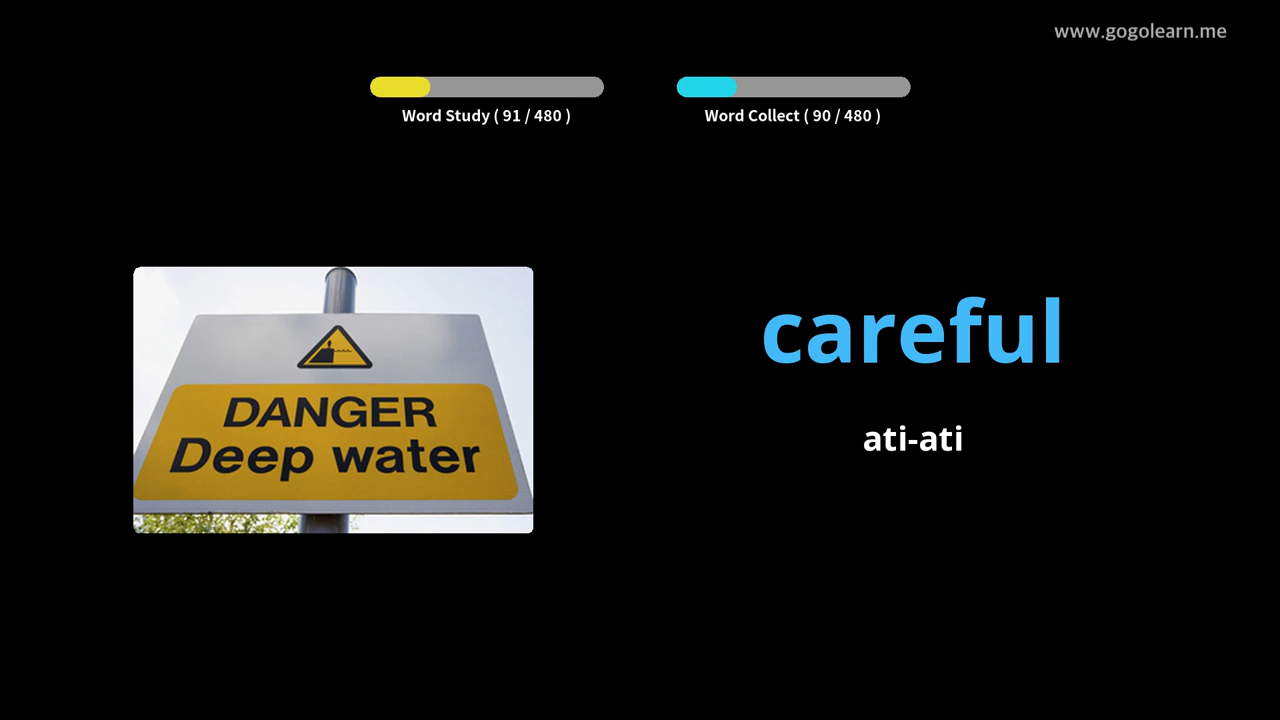 www.gogolearn.me
Word Study ( 91 / 480 )
Word Collect ( 90 / 480 )
DANGER
Deep water
careful
ati-ati